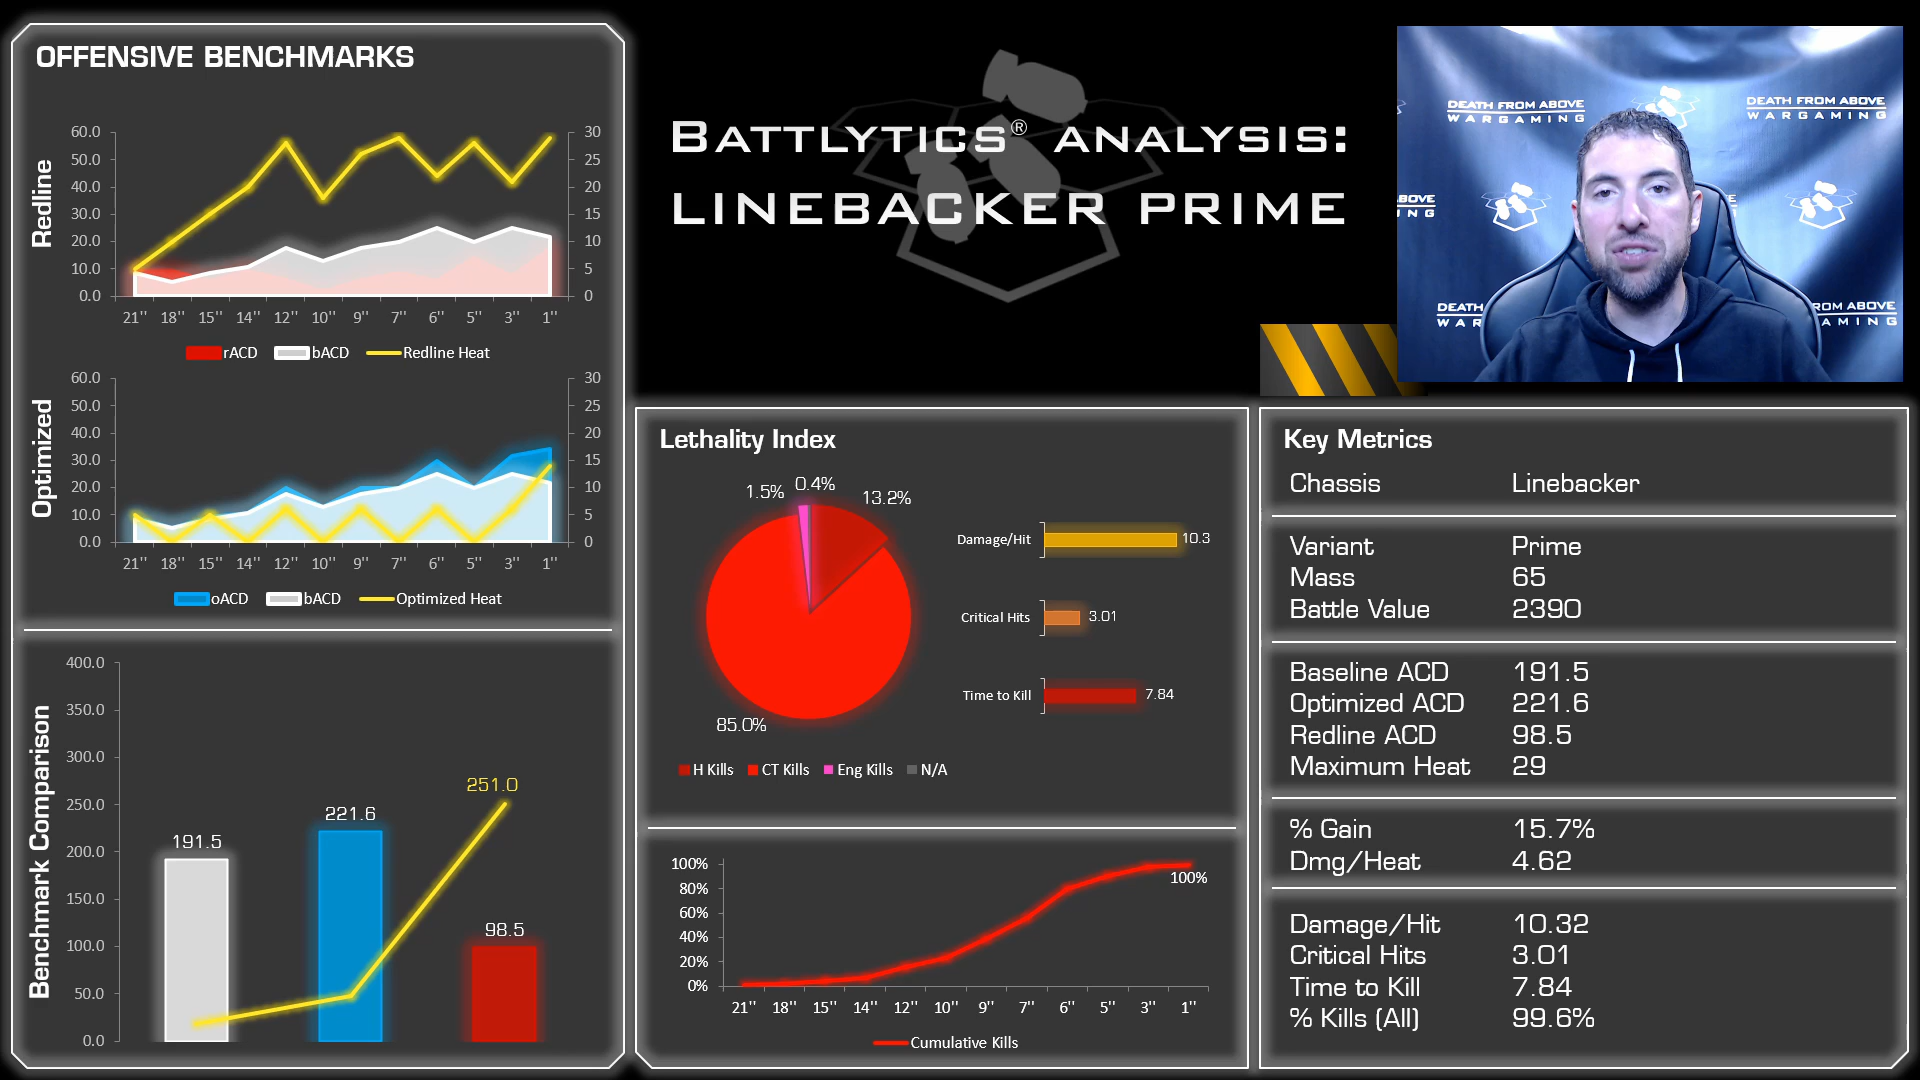 OFFENSIVE BENCHMARKS
Redline
60.0
50.0
40.0
30.0
20.0
10.0
0.0
30
25
20
15
10
5
0
21'' 18'' 15'' 14'' 12'' 10'' 9'' 7'' 6'' 5'' 3'' 1''
rACD bACD Redline Heat
Optimized
60.0
50.0
40.0
30.0
20.0
10.0
0.0
30
25
20
15
10
5
0
21'' 18'' 15'' 14'' 12'' 10'' 9'' 7'' 6'' 5'' 3'' 1''
oACD bACD Optimized Heat
Benchmark Comparison
400.0
350.0
300.0
250.0
200.0
150.0
100.0
50.0
0.0
191.5
221.6
251.0
98.5
BATTLYTICS® ANALYSIS:
LINEBACKER PRIME
DEATH FROM ABOVE
WARGAMING
DEATH FROM ABOVE
WARGAMING
BOVE
NG
DEATH
WAR
ROM ABOVE
AMING
Lethality Index
1.5% 0.4% 13.2%
85.0%
H Kills CT Kills Eng Kills N/A
Damage/Hit 10.3
Critical Hits 3.01
Time to Kill 7.84
100%
80%
60%
40%
20%
0%
100%
21'' 18'' 15'' 14'' 12'' 10'' 9'' 7'' 6'' 5'' 3'' 1''
Cumulative Kills
Key Metrics
Chassis Linebacker
Variant Prime
Mass 65
Battle Value 2390
Baseline ACD 191.5
Optimized ACD 221.6
Redline ACD 98.5
Maximum Heat 29
% Gain 15.7%
Dmg/Heat 4.62
Damage/Hit 10.32
Critical Hits 3.01
Time to Kill 7.84
% Kills (All) 99.6%